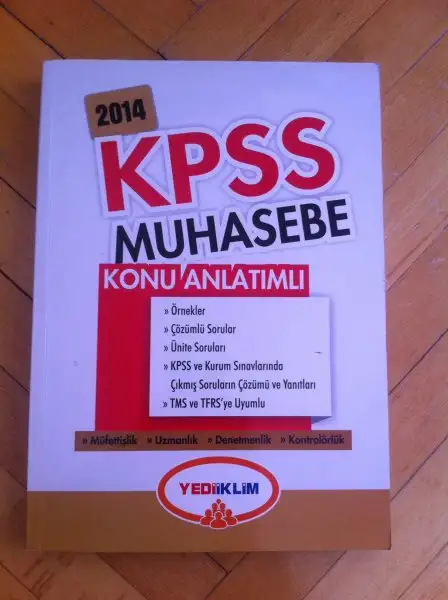 2014
KPSS
MUHASEBE
KONU ANLATIMLI
» Örnekler
» Çözümlü Sorular
» Ünite Soruları
» KPSS ve Kurum Sınavlarında
Çıkmış Soruların Çözümü ve Yanıtları
» TMS ve TFRS'ye Uyumlu
» Müfettişlik » Uzmanlık » Denetmenlik » Kontrolörlük
YEDİİKLİM